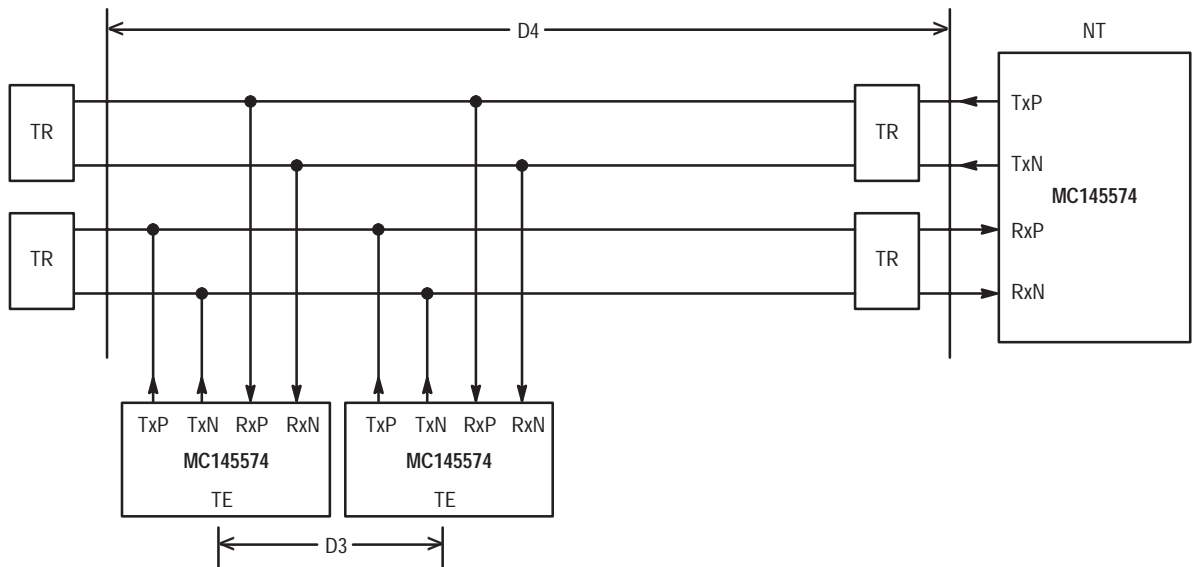 D4
NT
TR
TR
TxP
TxN
MC145574
TR
TR
RxP
RxN
TxP TxN RxP RxN
MC145574
TE
TxP TxN RxP RxN
MC145574
TE
D3